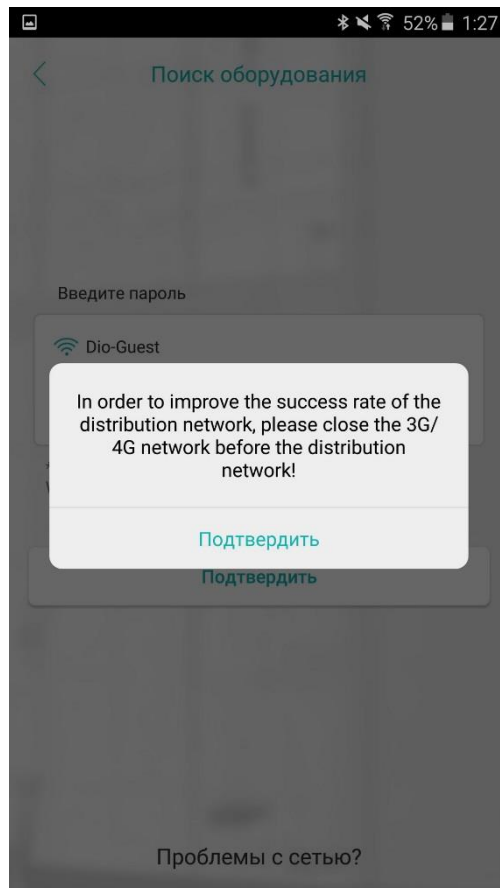 52% 1:27
Поиск оборудования
Введите пароль
Dio-Guest
In order to improve the success rate of the
distribution network, please close the 3G/
4G network before the distribution
network!
Подтвердить
Подтвердить
Проблемы с сетью?